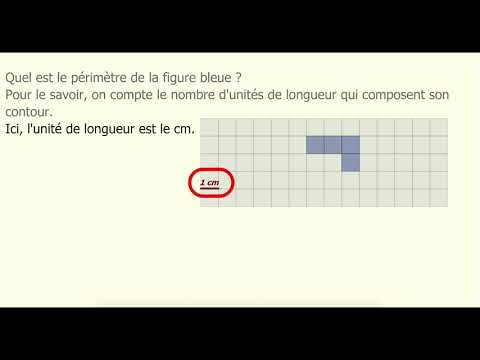 Quel est le périmètre de la figure bleue ?
Pour le savoir, on compte le nombre d'unités de longueur qui composent son
contour.
Ici, l'unité de longueur est le cm.
1 cm